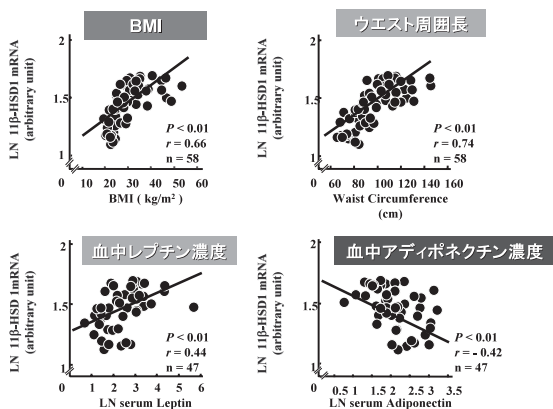 BMI
LN 11β-HSD1 mRNA
(arbitrary unit)
2
1.5
1
P < 0.01
r = 0.66
n = 58
0 10 20 30 40 50 60
BMI ( kg/m² )
ウエスト周囲長
LN 11β-HSD1 mRNA
(arbitrary unit)
2
1.5
1
P < 0.01
r = 0.74
n = 58
0 60 80 100 120 140 160
Waist Circumference
(cm)
血中レプチン濃度
LN 11β-HSD1 1mRNA
(arbitrary unit)
2
1.5
1
P < 0.01
r = 0.44
n = 47
0 1 2 3 4 5 6
LN serum Leptin
血中アディポネクチン濃度
LN 11β-HSD1 mRNA
(arbitrary unit)
2
1.5
1
P < 0.01
r = - 0.42
n = 47
0 0.5 1 1.5 2 2.5 3 3.5
LN serum Adiponectin